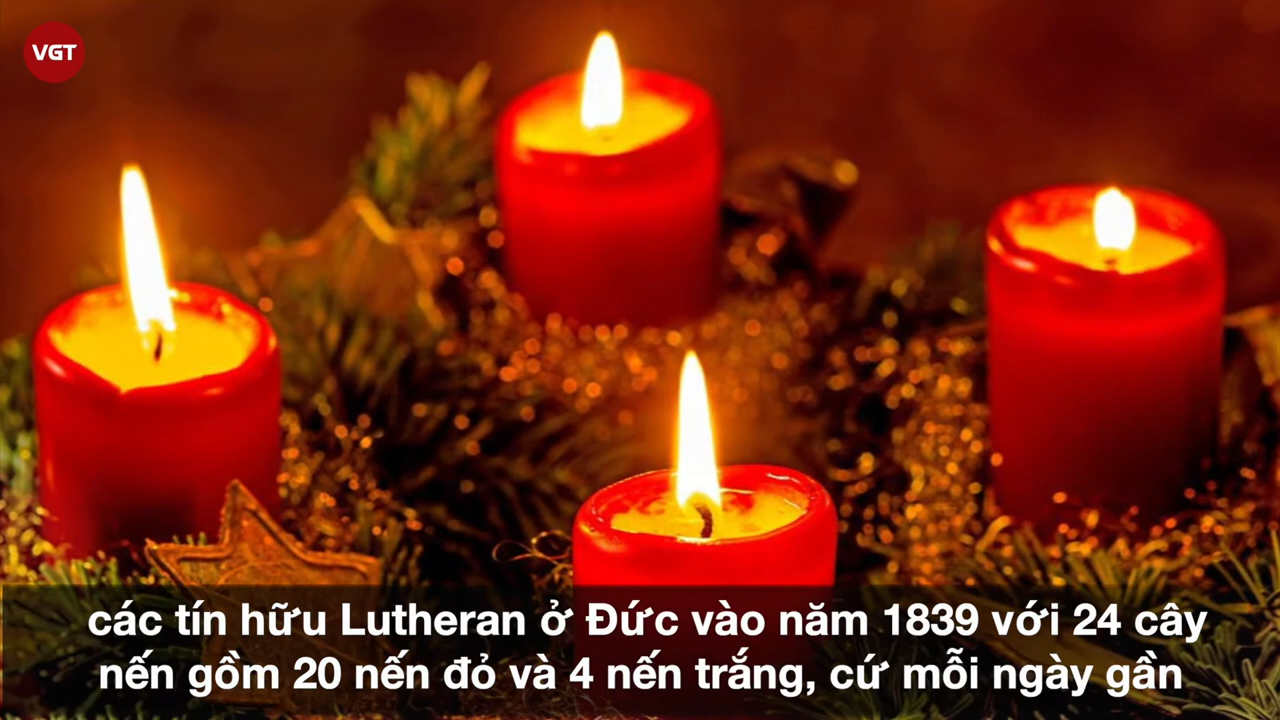 VGT
các tín hữu Lutheran ở Đức vào năm 1839 với 24 cây
nến gồm 20 nến đỏ và 4 nến trắng, cứ mỗi ngày gần